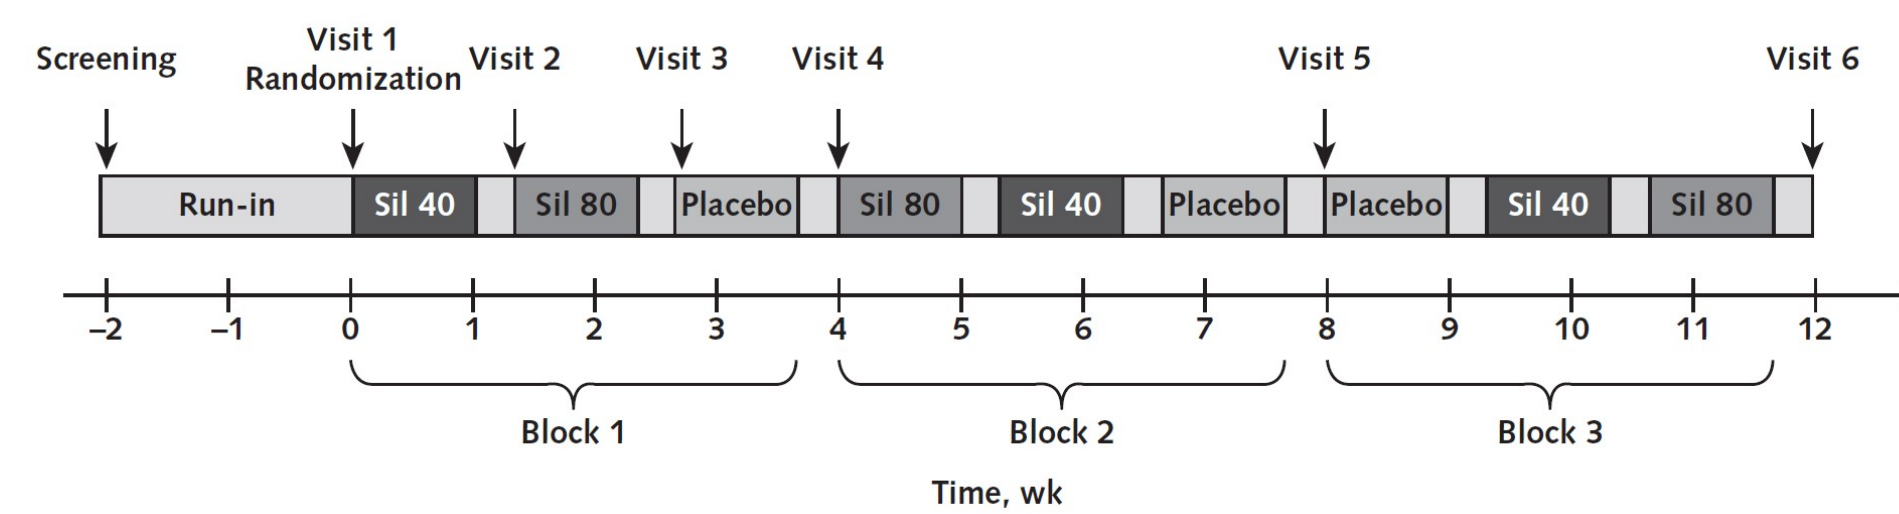 Screening
Visit 1
Randomization
Visit 2
Visit 3
Visit 4
Visit 5
Visit 6
Run-in
Sil 40
Sil 80
Placebo
Sil 80
Sil 40
Placebo
Placebo
Sil 40
Sil 80
–2
–1
0
1
2
3
4
5
6
7
8
9
10
11
12
Block 1
Block 2
Block 3
Time, wk